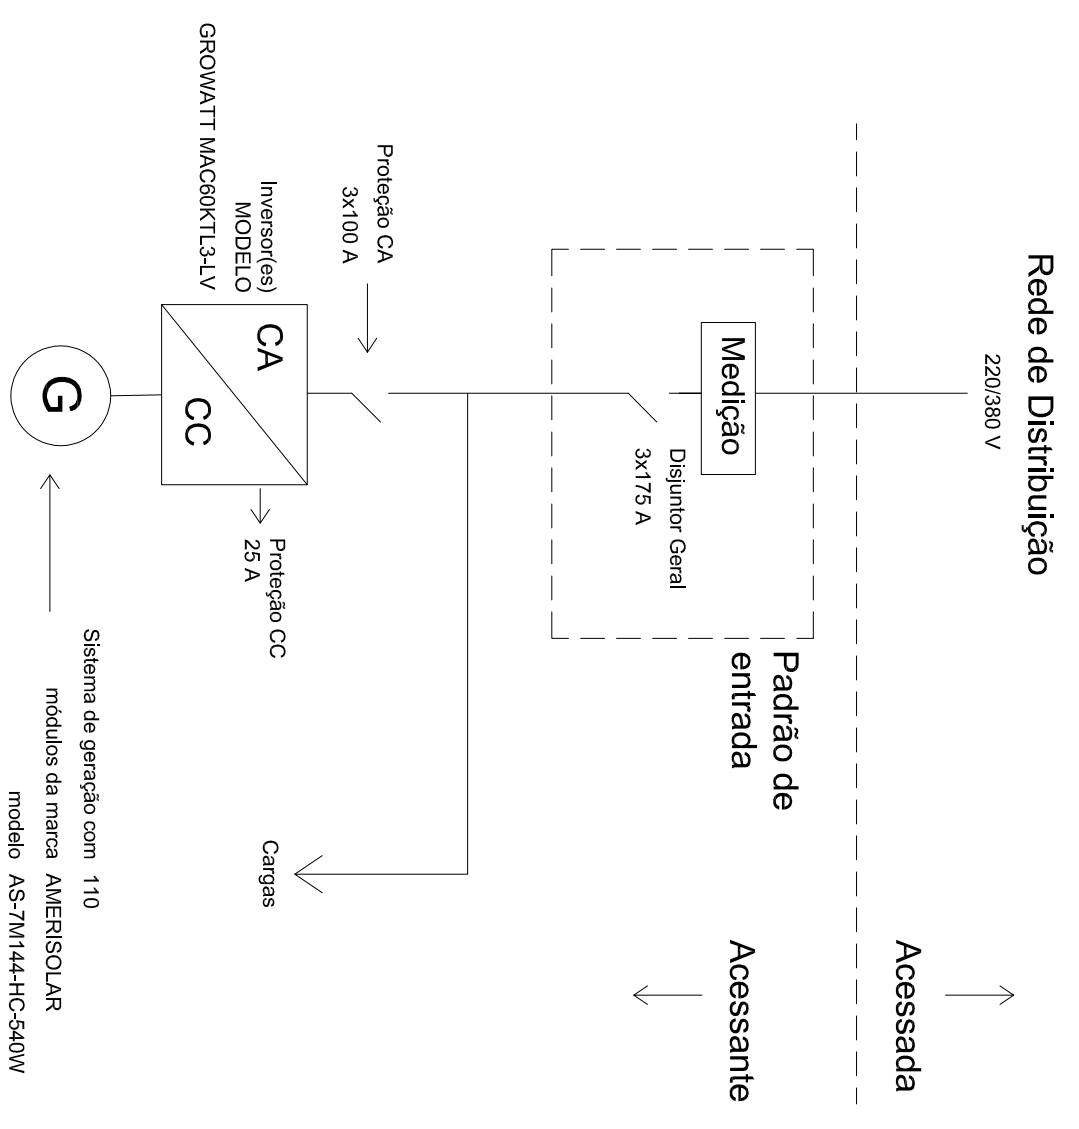 Rede de Distribuição
220/380 V
Acessada
Acessante
Padrão de
entrada
Medição
Disjuntor Geral
3x175 A
Proteção CA
3x100 A
Inversor(es)
MODELO
GROWATT MAC60KTL3-LV
CA
CC
Proteção CC
25 A
Cargas
G
Sistema de geração com 110
módulos da marca AMERISOLAR
modelo AS-7M144-HC-540W